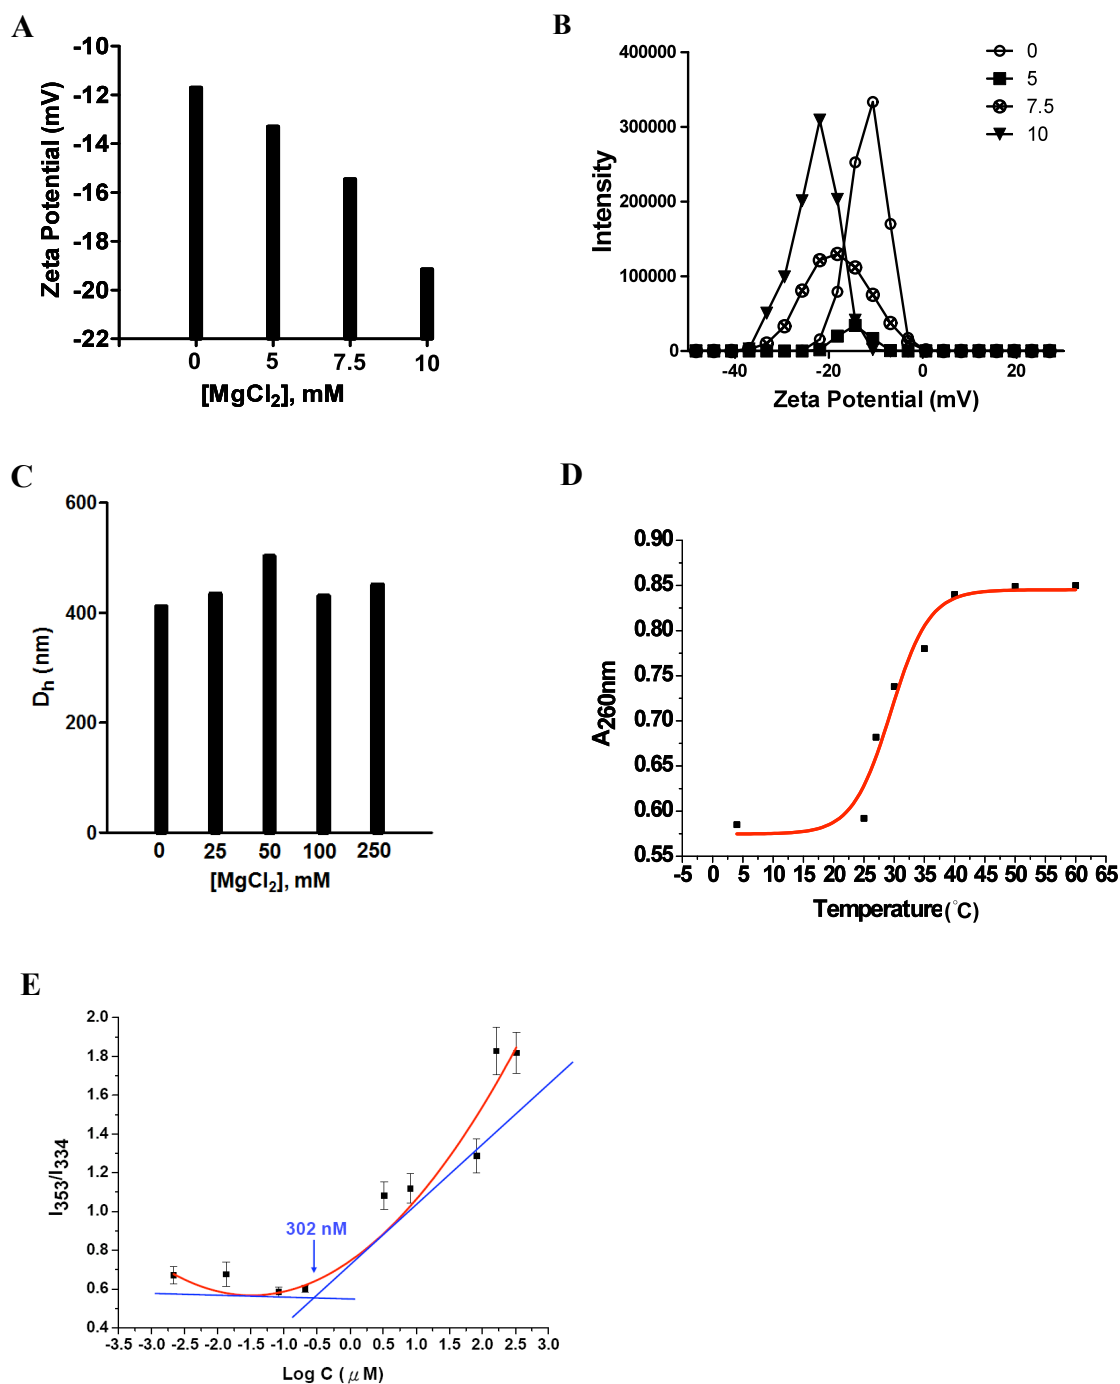 A
-10
-12
-14
-16
-18
-20
-22
Zeta Potential (mV)
0 5 7.5 10
[MgCl2], mM
B
400000
300000
200000
100000
0
Intensity
-40 -20 0 20
Zeta Potential (mV)
0
5
7.5
10
C
600
400
200
0
Dh (nm)
0 25 50 100 250
[MgCl2], mM
D
0.90
0.85
0.80
0.75
0.70
0.65
0.60
0.55
A260nm
-5 0 5 10 15 20 25 30 35 40 45 50 55 60 65
Temperature(°C)
E
2.0
1.8
1.6
1.4
1.2
1.0
0.8
0.6
0.4
I353/I334
302 nM
-3.5 -3.0 -2.5 -2.0 -1.5 -1.0 -0.5 0.0 0.5 1.0 1.5 2.0 2.5 3.0
Log C (μM)